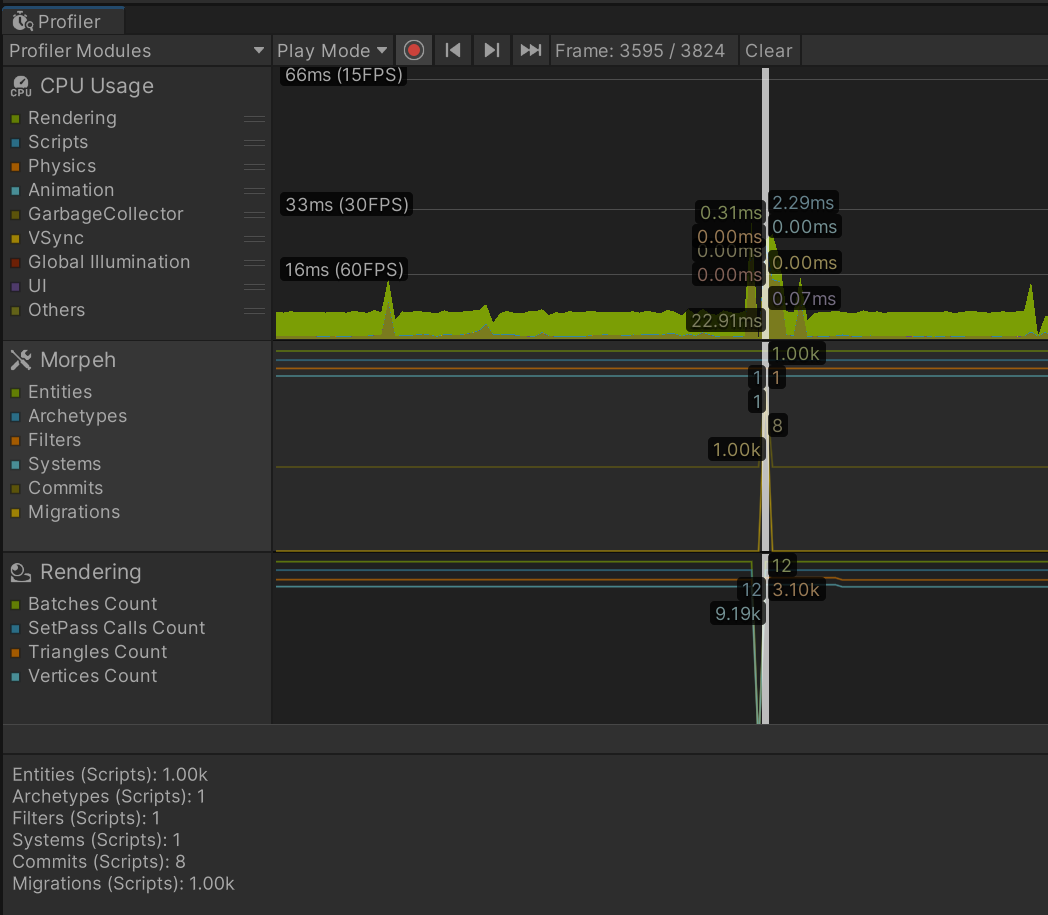 Profiler
Profiler Modules Play Mode Frame: 3595 / 3824 Clear
CPU Usage
CPU
Rendering
Scripts
Physics
Animation
GarbageCollector
VSync
Global Illumination
UI
Others
66ms (15FPS)
33ms (30FPS)
16ms (60FPS)
0.31ms
2.29ms
0.00ms
0.00ms
0.00ms
0.00ms
0.00ms
0.07ms
22.91ms
Morpeh
Entities
Archetypes
Filters
Systems
Commits
Migrations
1.00k
1 1
1
8
1.00k
Rendering
Batches Count
SetPass Calls Count
Triangles Count
Vertices Count
12
12 3.10k
9.19k
Entities (Scripts): 1.00k
Archetypes (Scripts): 1
Filters (Scripts): 1
Systems (Scripts): 1
Commits (Scripts): 8
Migrations (Scripts): 1.00k